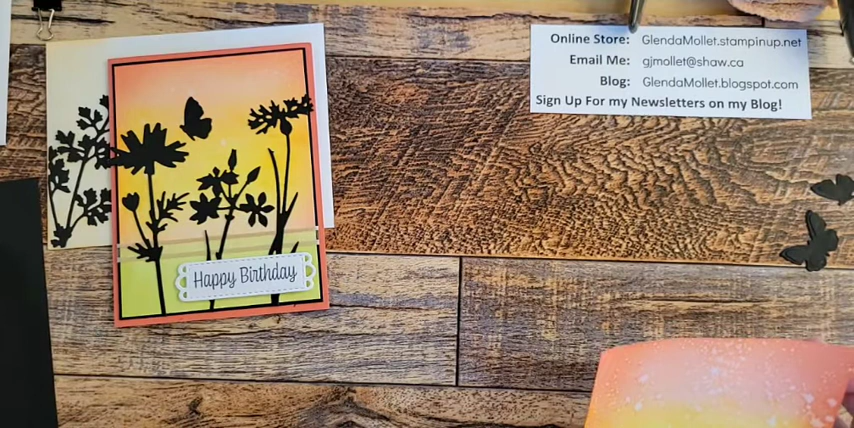 Online Store: GlendaMollet.stampinup.net
Email Me: gjmollet@shaw.ca
Blog: GlendaMollet.blogspot.com
Sign Up For my Newsletters on my Blog!
Happy Birthday